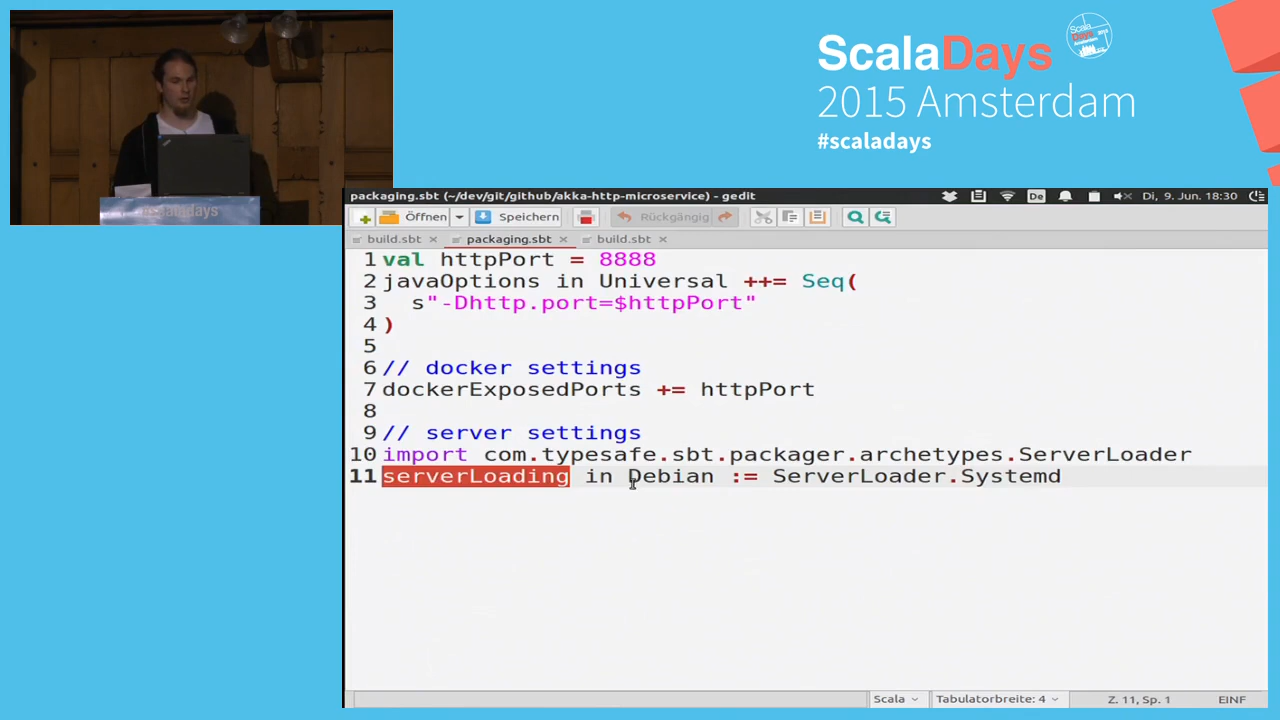 ScalaDays
2015 Amsterdam
#scaladays
#scaladays
packaging.sbt (~/dev/git/github/akka-http-microservice) - gedit
De
Di, 9. Jun. 18:30
Öffnen
Speichern
Rückgängig
build.sbt ×
packaging.sbt ×
build.sbt ×
1 val httpPort = 8888
2 javaOptions in Universal ++= Seq(
3   s"-Dhttp.port=$httpPort"
4 )
5
6 // docker settings
7 dockerExposedPorts += httpPort
8
9 // server settings
10 import com.typesafe.sbt.packager.archetypes.ServerLoader
11 serverLoading in Debian := ServerLoader.Systemd
Scala
Tabulatorbreite: 4
Z. 11, Sp. 1
EINF